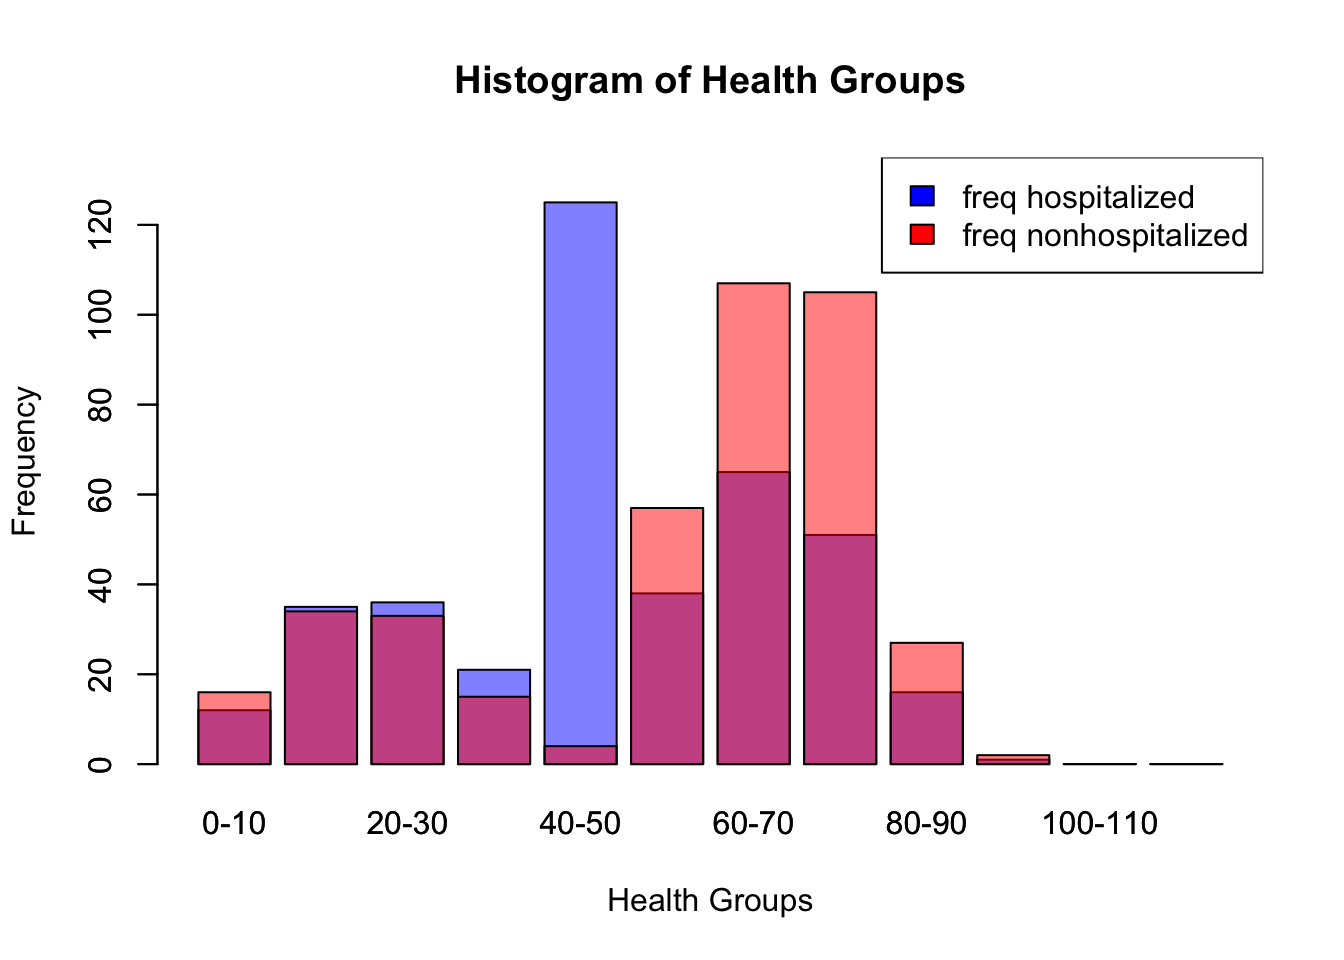 Histogram of Health Groups
freq hospitalized
freq nonhospitalized
120
100
80
60
40
20
0
Frequency
0-10 20-30 40-50 60-70 80-90 100-110
Health Groups